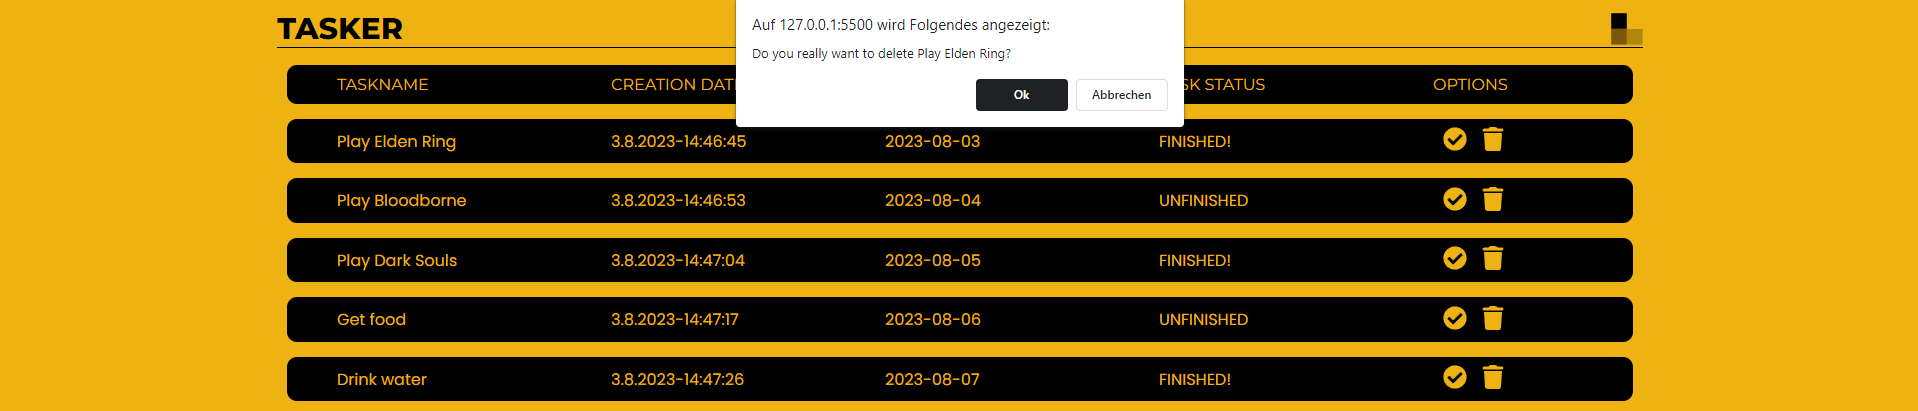 TASKER
Auf 127.0.0.1:5500 wird Folgendes angezeigt:
Do you really want to delete Play Elden Ring?
Ok Abbrechen
TASKNAME CREATION DAT SK STATUS OPTIONS
Play Elden Ring 3.8.2023-14:46:45 2023-08-03 FINISHED!
Play Bloodborne 3.8.2023-14:46:53 2023-08-04 UNFINISHED
Play Dark Souls 3.8.2023-14:47:04 2023-08-05 FINISHED!
Get food 3.8.2023-14:47:17 2023-08-06 UNFINISHED
Drink water 3.8.2023-14:47:26 2023-08-07 FINISHED!